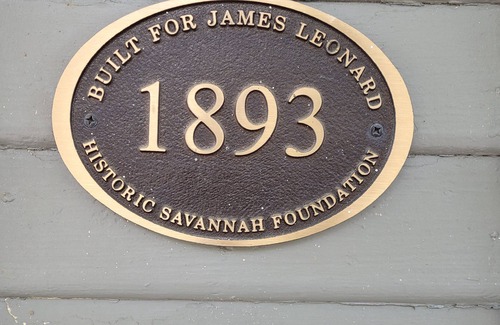 BUILT FOR JAMES LEONARD
1893
HISTORIC SAVANNAH FOUNDATION